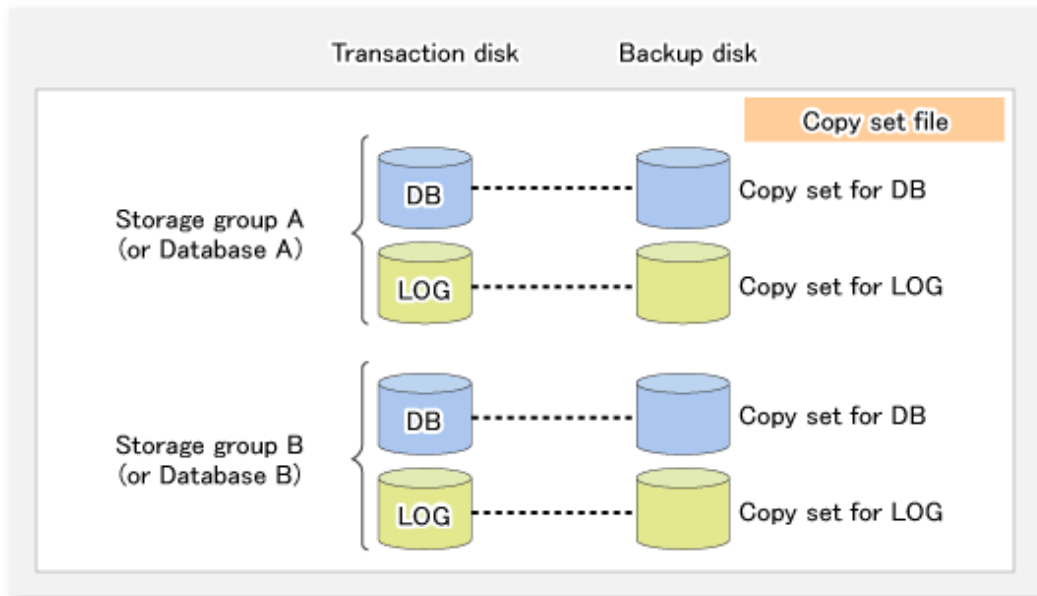 Transaction disk
Backup disk
Copy set file
Storage group A
(or Database A)
DB
Copy set for DB
LOG
Copy set for LOG
Storage group B
(or Database B)
DB
Copy set for DB
LOG
Copy set for LOG